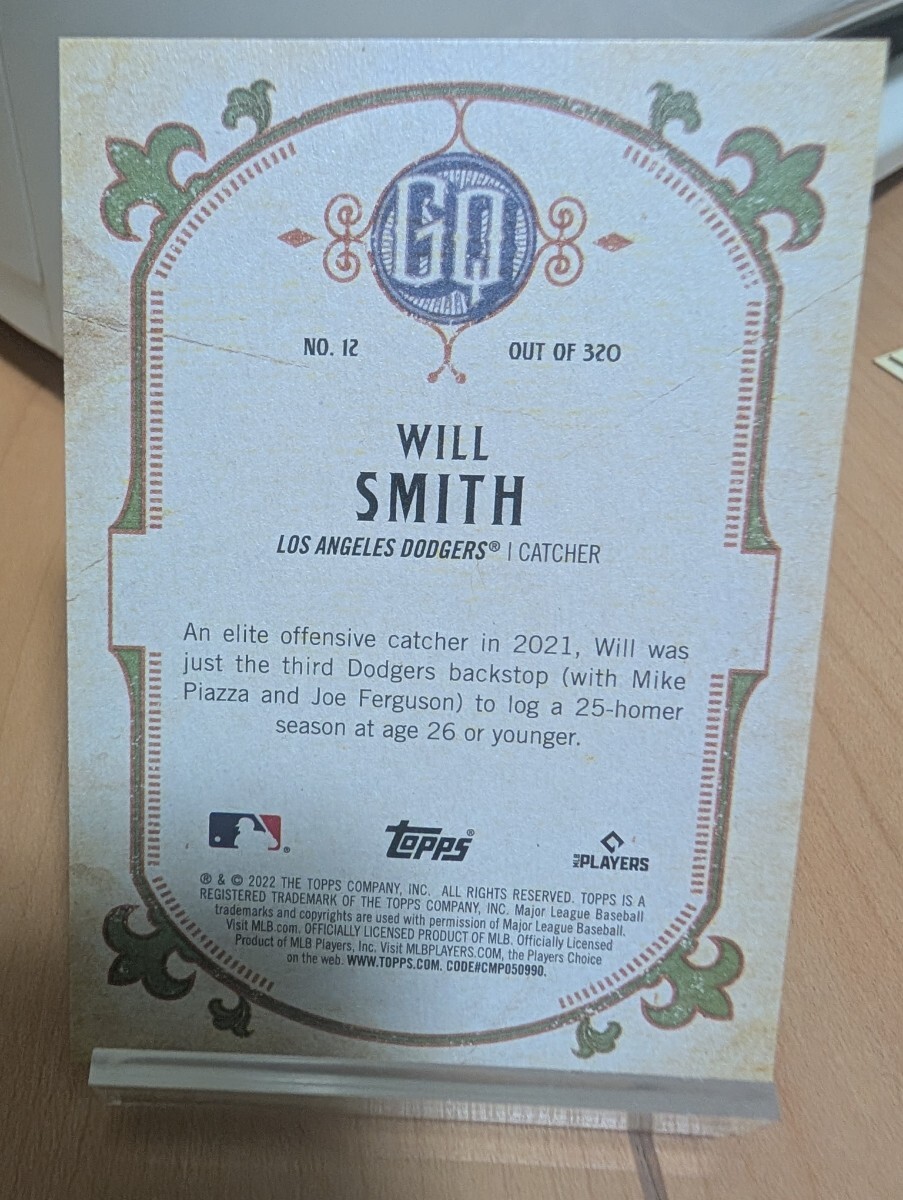 GQ
NO. 12 OUT OF 320
WILL
SMITH
LOS ANGELES DODGERS® | CATCHER
An elite offensive catcher in 2021, Will was
just the third Dodgers backstop (with Mike
Piazza and Joe Ferguson) to log a 25-homer
season at age 26 or younger.
topps® THE PLAYERS
® & © 2022 THE TOPPS COMPANY, INC. ALL RIGHTS RESERVED. TOPPS IS A
REGISTERED TRADEMARK OF THE TOPPS COMPANY, INC. Major League Baseball
trademarks and copyrights are used with permission of Major League Baseball.
Visit MLB.com. OFFICIALLY LICENSED PRODUCT OF MLB. Officially Licensed
Product of MLB Players, Inc. Visit MLBPLAYERS.COM, the Players Choice
on the web. WWW.TOPPS.COM. CODE#CMP050990.